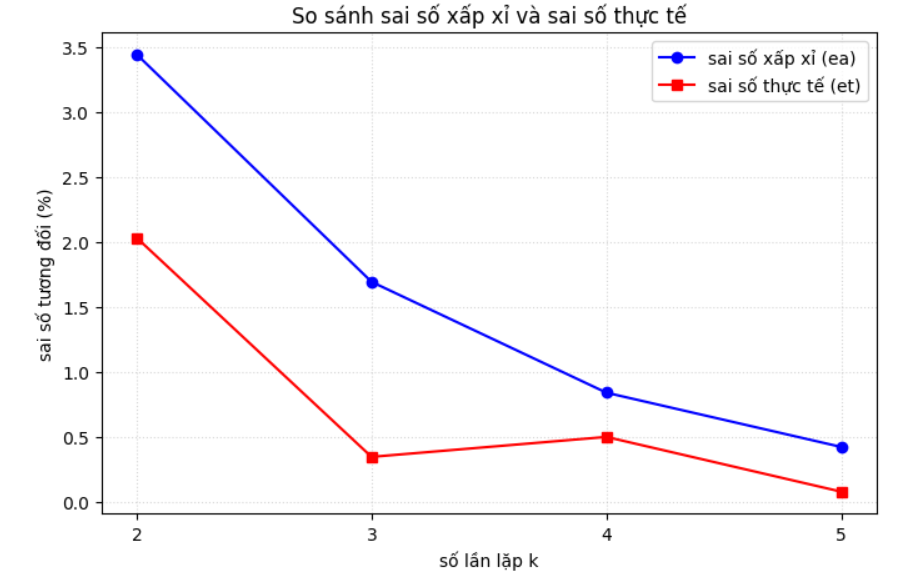 So sánh sai số xấp xỉ và sai số thực tế
3.5
3.0
2.5
2.0
1.5
1.0
0.5
0.0
sai số tương đối (%)
sai số xấp xỉ (ea)
sai số thực tế (et)
2
3
4
5
số lần lặp k